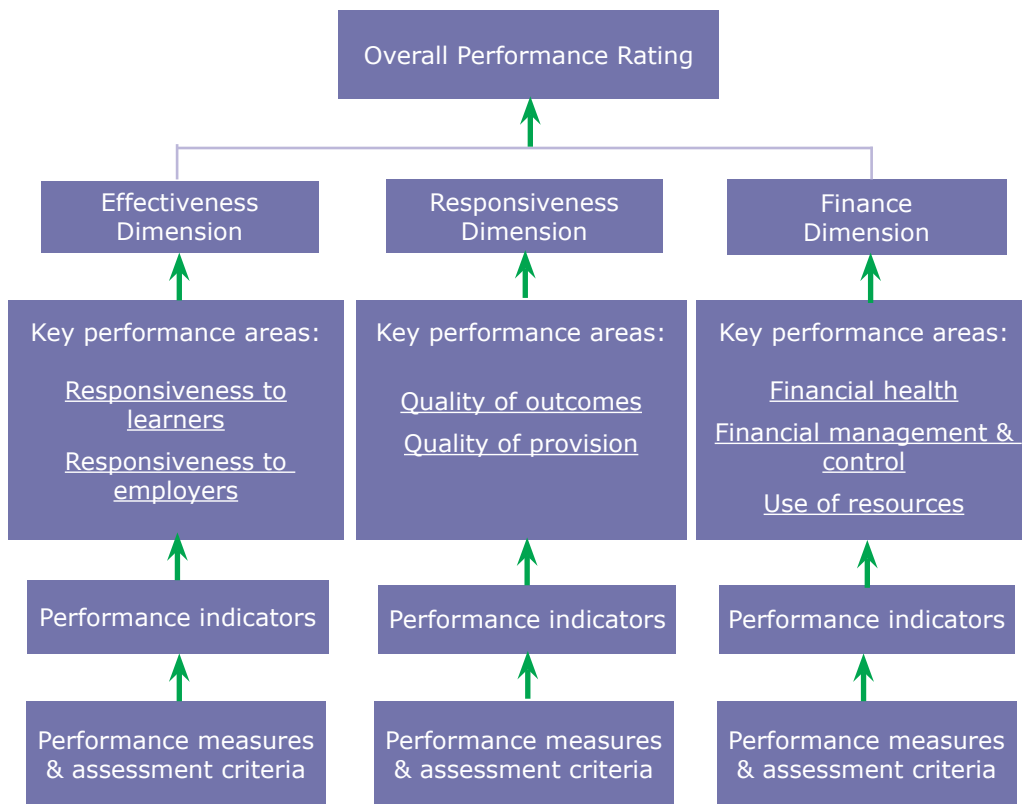 Overall Performance Rating
Effectiveness
Dimension
Responsiveness
Dimension
Finance
Dimension
Key performance areas:
Responsiveness to
learners
Responsiveness to
employers
Key performance areas:
Quality of outcomes
Quality of provision
Key performance areas:
Financial health
Financial management &
control
Use of resources
Performance indicators
Performance indicators
Performance indicators
Performance measures
& assessment criteria
Performance measures
& assessment criteria
Performance measures
& assessment criteria